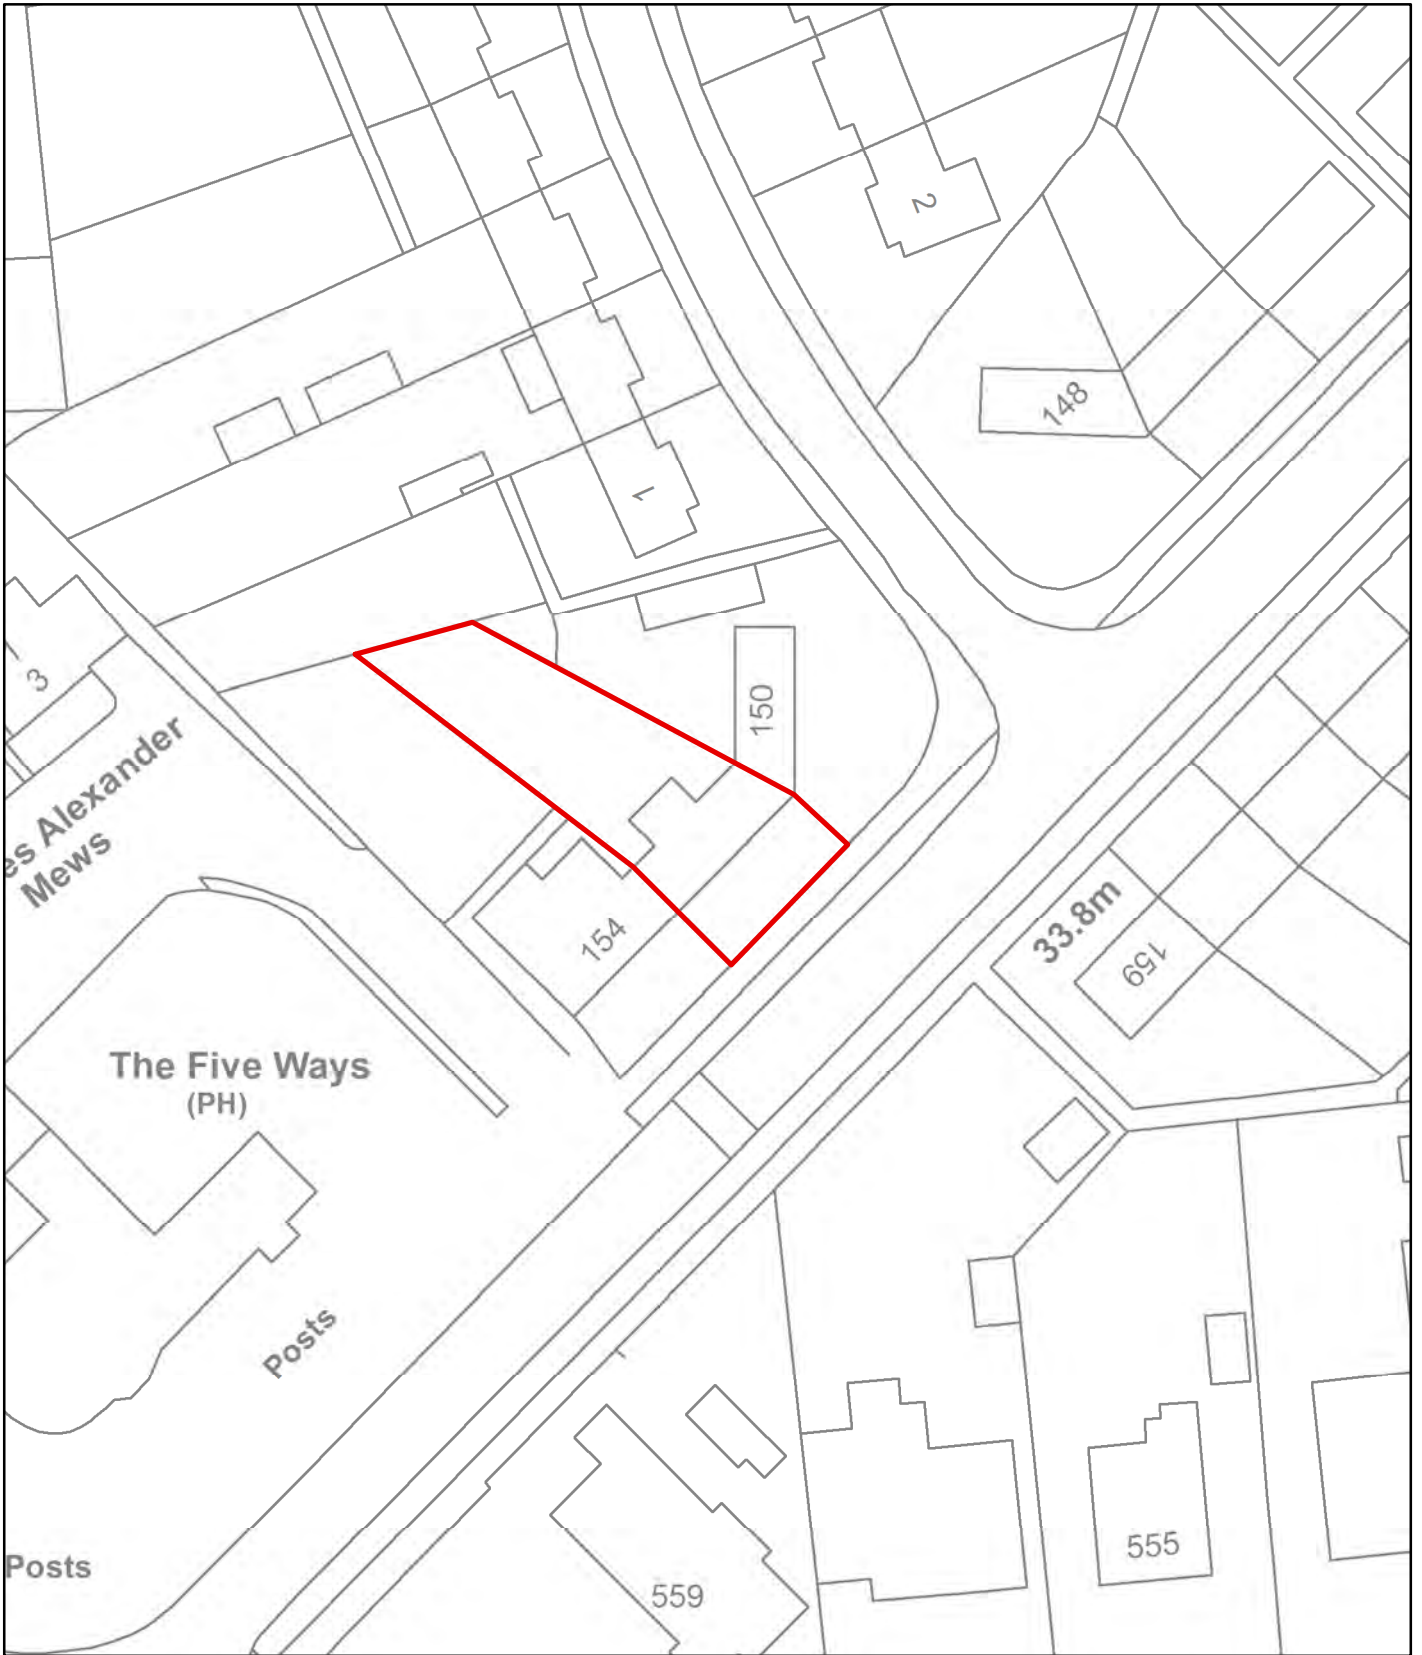 2
148
1
150
3
es Alexander
Mews
154
33.8m
159
The Five Ways
(PH)
Posts
Posts
559
555